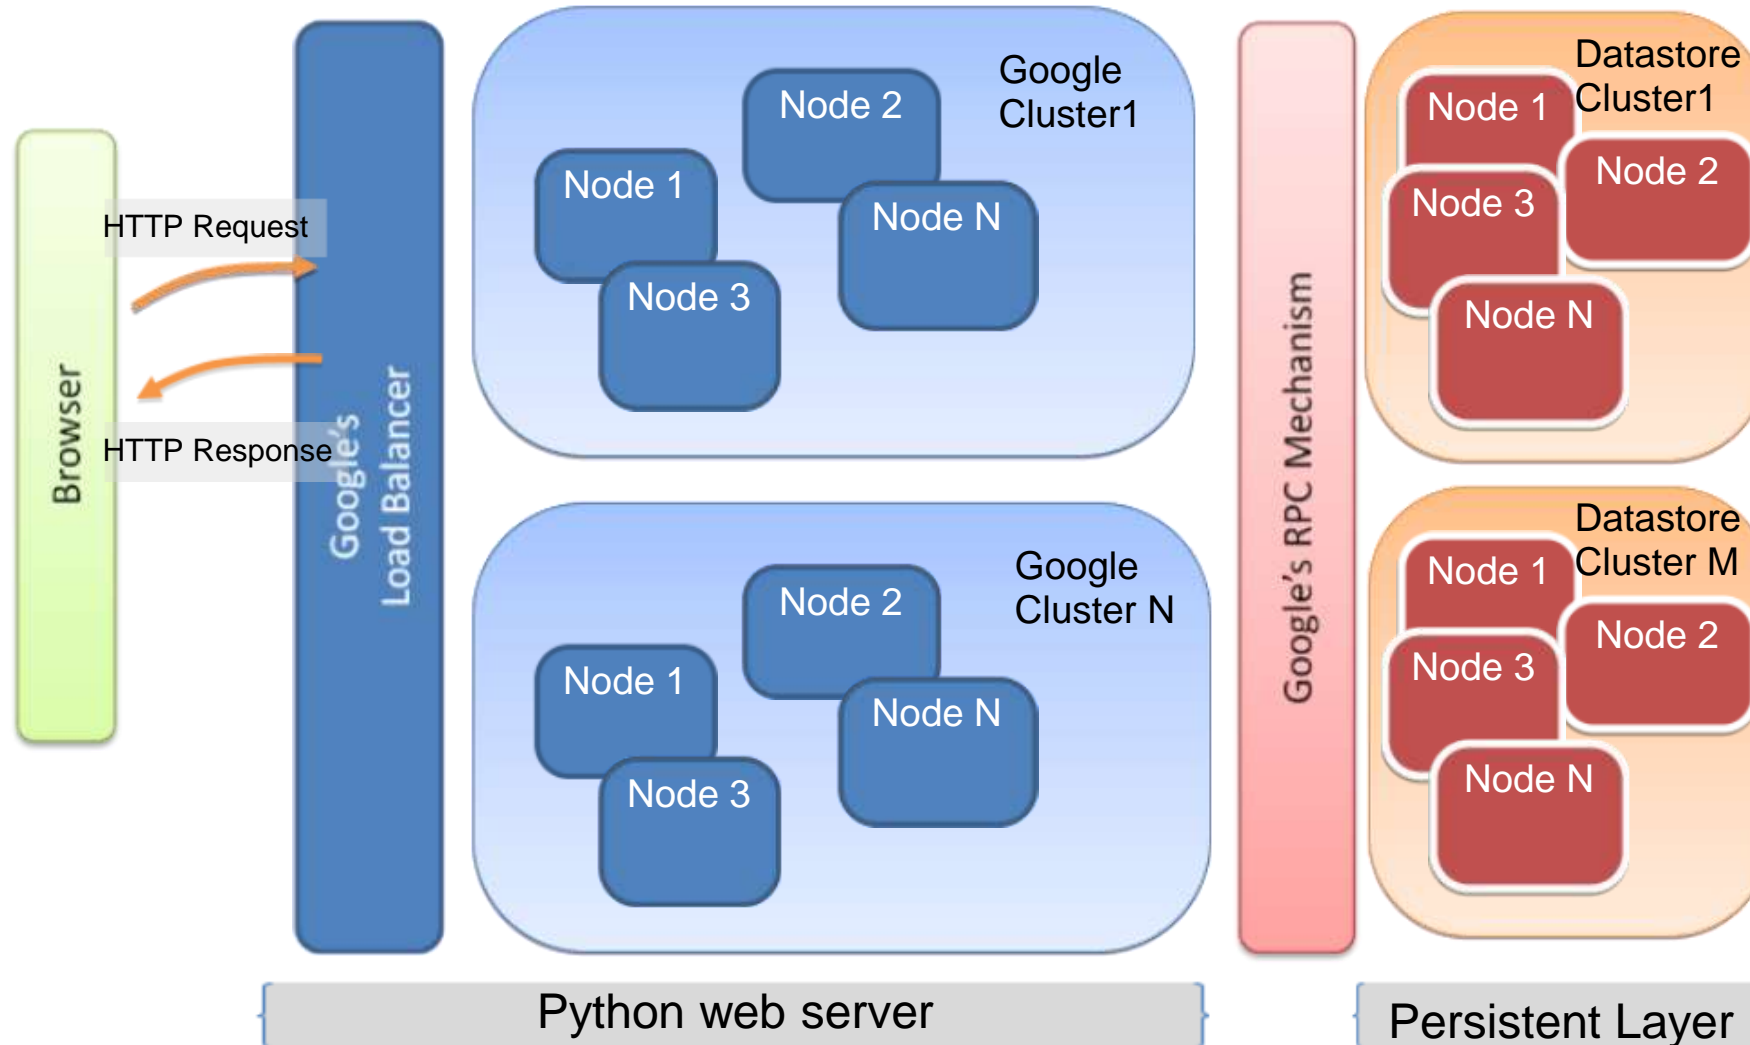 Browser
HTTP Request
HTTP Response
Google's
Load Balancer
Google
Cluster1
Node 1
Node 2
Node 3
Node N
Google
Cluster N
Node 1
Node 2
Node 3
Node N
Google's RPC Mechanism
Datastore
Cluster1
Node 1
Node 2
Node 3
Node N
Datastore
Cluster M
Node 1
Node 2
Node 3
Node N
Python web server
Persistent Layer